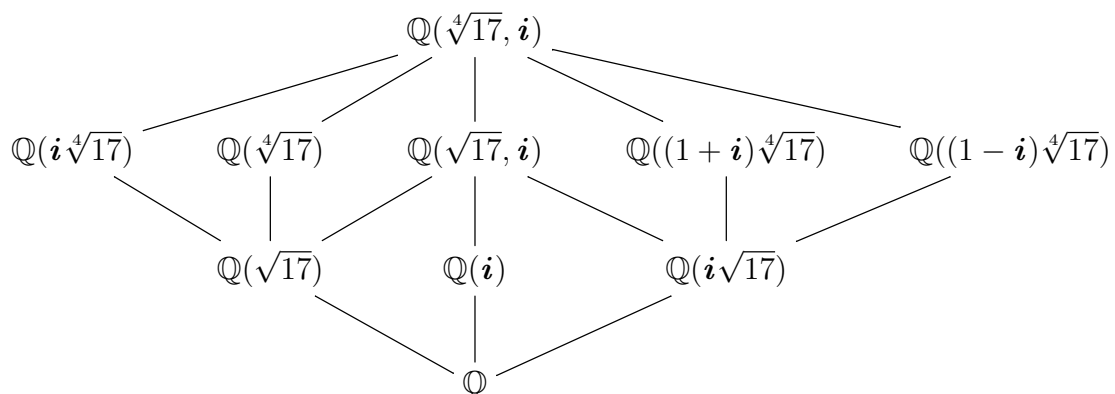 ℚ(∜17, i)
ℚ(i∜17) ℚ(∜17) ℚ(√17, i) ℚ((1 + i)∜17) ℚ((1 − i)∜17)
ℚ(√17) ℚ(i) ℚ(i√17)
𝕆